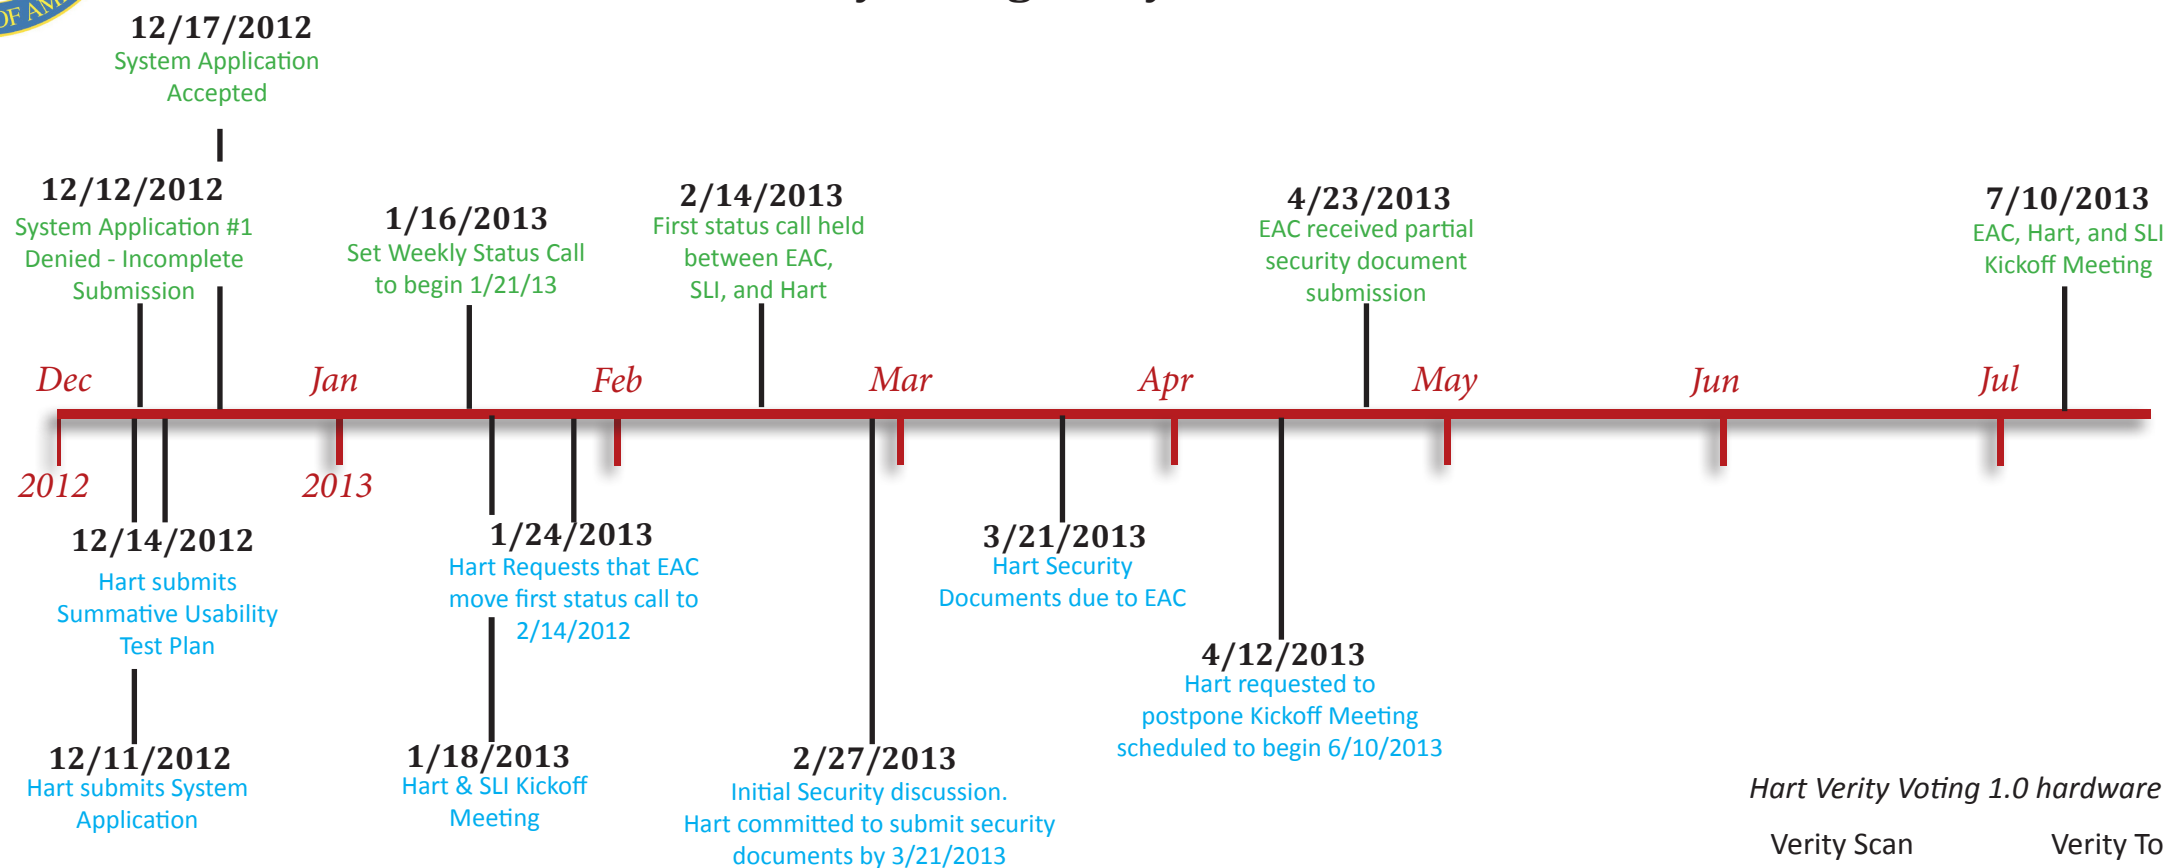 OF AM
12/17/2012
System Application
Accepted
12/12/2012
System Application #1
Denied - Incomplete
Submission
1/16/2013
Set Weekly Status Call
to begin 1/21/13
2/14/2013
First status call held
between EAC,
SLI, and Hart
4/23/2013
EAC received partial
security document
submission
7/10/2013
EAC, Hart, and SLI
Kickoff Meeting
Dec
Jan
Feb
Mar
Apr
May
Jun
Jul
2012
2013
12/14/2012
Hart submits
Summative Usability
Test Plan
12/11/2012
Hart submits System
Application
1/24/2013
Hart Requests that EAC
move first status call to
2/14/2012
1/18/2013
Hart & SLI Kickoff
Meeting
2/27/2013
Initial Security discussion.
Hart committed to submit security
documents by 3/21/2013
3/21/2013
Hart Security
Documents due to EAC
4/12/2013
Hart requested to
postpone Kickoff Meeting
scheduled to begin 6/10/2013
Hart Verity Voting 1.0 hardware
Verity Scan
Verity To